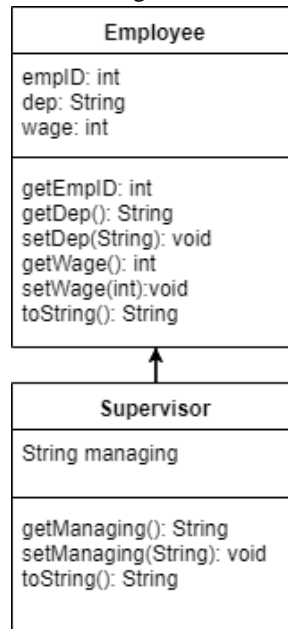 Employee
empID: int
dep: String
wage: int
getEmpID: int
getDep(): String
setDep(String): void
getWage(): int
setWage(int):void
toString(): String
Supervisor
String managing
getManaging(): String
setManaging(String): void
toString(): String